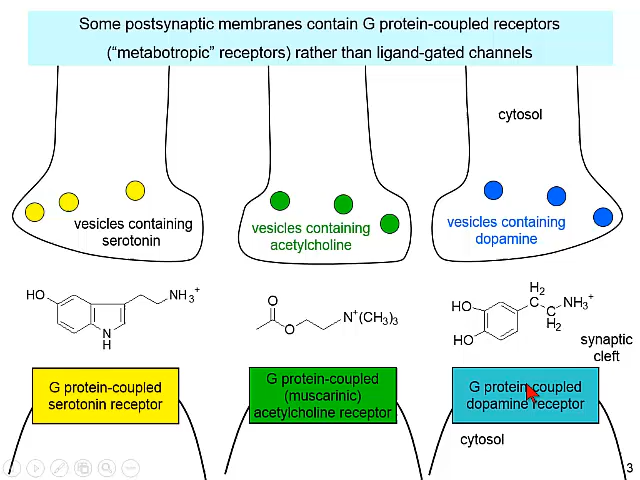 Some postsynaptic membranes contain G protein-coupled receptors
("metabotropic" receptors) rather than ligand-gated channels
cytosol
vesicles containing
serotonin
vesicles containing
acetylcholine
vesicles containing
dopamine
HO
NH3+
N
H
O
O
N+(CH3)3
HO
HO
H2
C
C
H2
NH3+
synaptic
cleft
G protein-coupled
serotonin receptor
G protein-coupled
(muscarinic)
acetylcholine receptor
G protein-coupled
dopamine receptor
cytosol
3